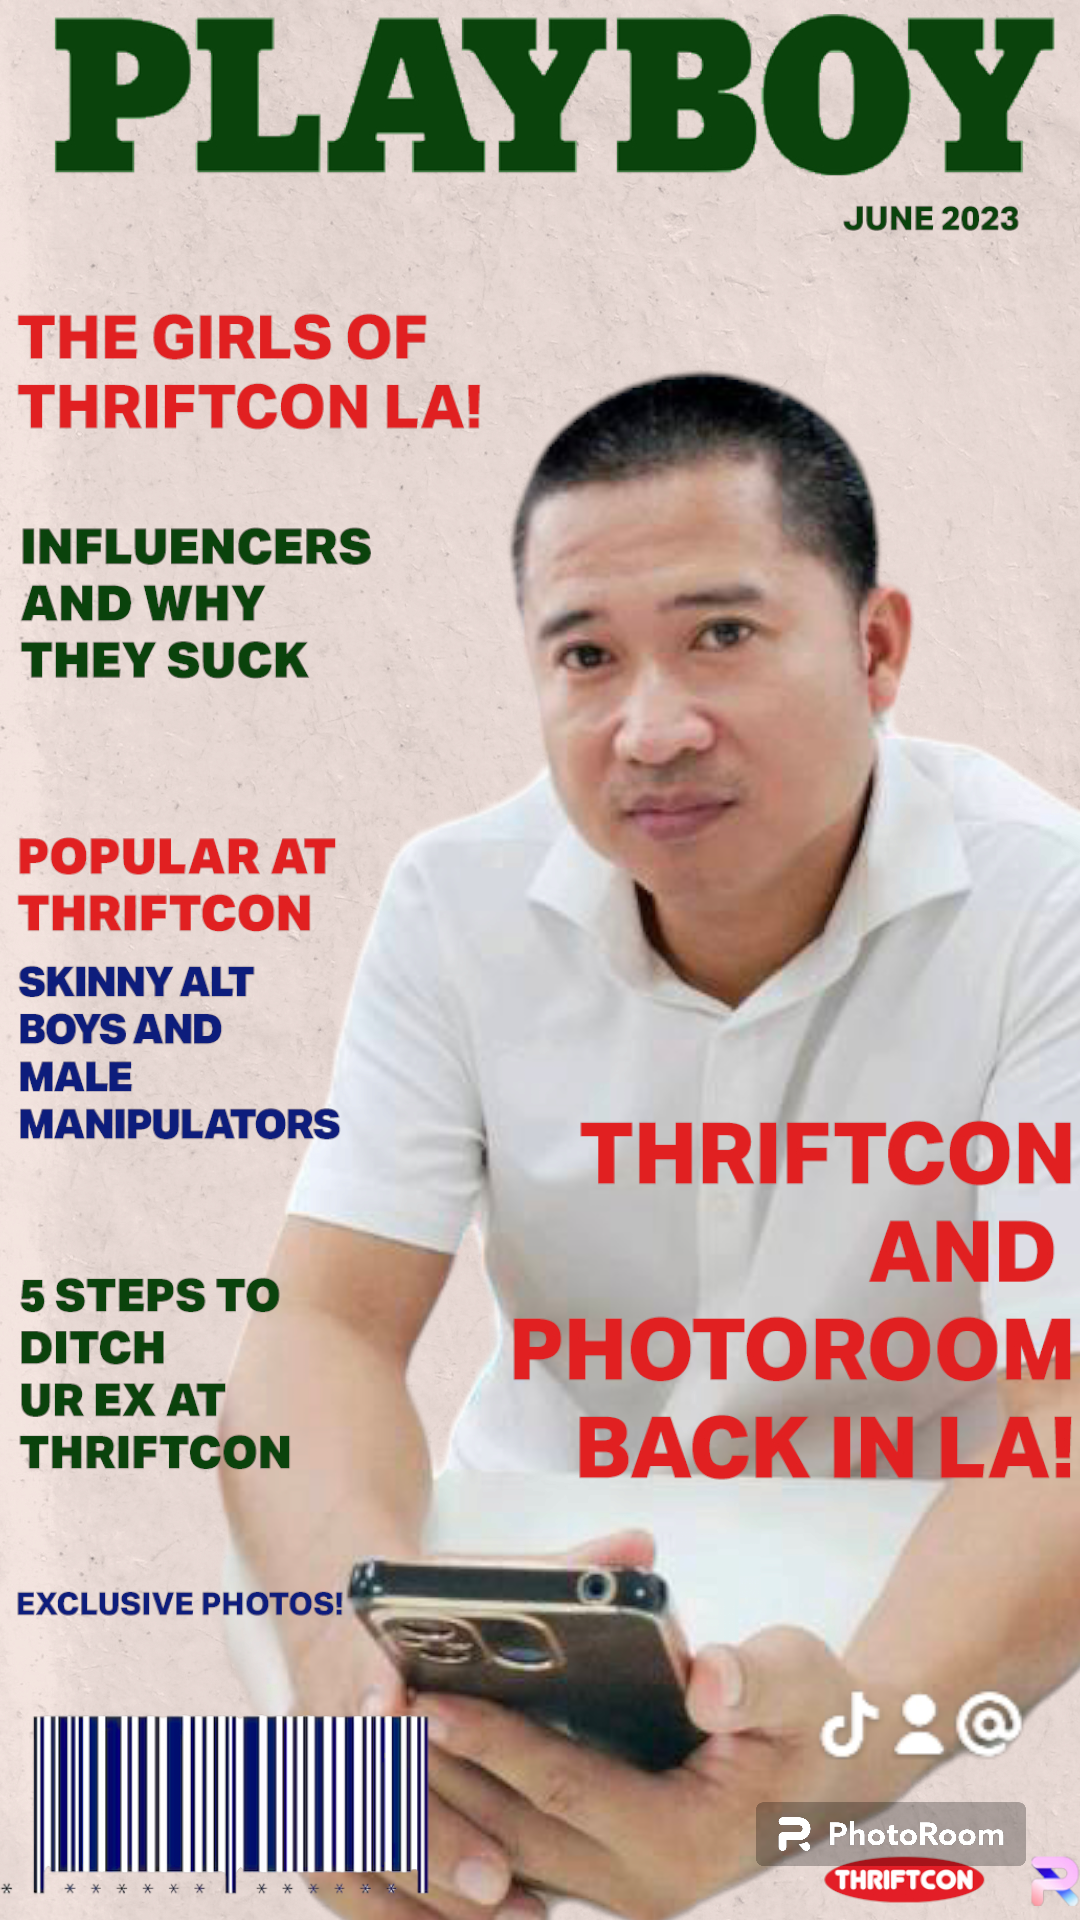 PLAYBOY
JUNE 2023
THE GIRLS OF
THRIFTCON LA!
INFLUENCERS
AND WHY
THEY SUCK
POPULAR AT
THRIFTCON
SKINNY ALT
BOYS AND
MALE
MANIPULATORS
THRIFTCON
AND
PHOTOROOM
BACK IN LA!
5 STEPS TO
DITCH
UR EX AT
THRIFTCON
EXCLUSIVE PHOTOS!
* ****** ******
PhotoRoom
THRIFTCON